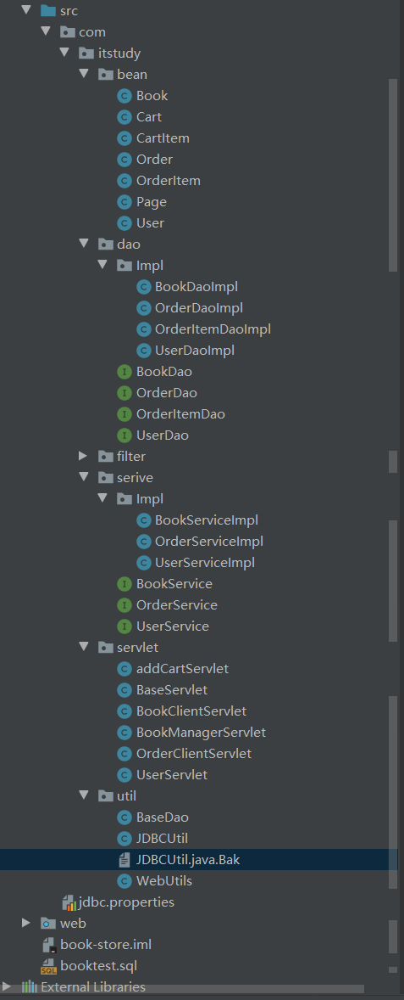 src
com
itstudy
bean
Book
Cart
CartItem
Order
OrderItem
Page
User
dao
Impl
BookDaoImpl
OrderDaoImpl
OrderItemDaoImpl
UserDaoImpl
BookDao
OrderDao
OrderItemDao
UserDao
filter
serive
Impl
BookServiceImpl
OrderServiceImpl
UserServiceImpl
BookService
OrderService
UserService
servlet
addCartServlet
BaseServlet
BookClientServlet
BookManagerServlet
OrderClientServlet
UserServlet
util
BaseDao
JDBCUtil
JDBCUtil.java.Bak
WebUtils
jdbc.properties
web
book-store.iml
booktest.sql
External Libraries